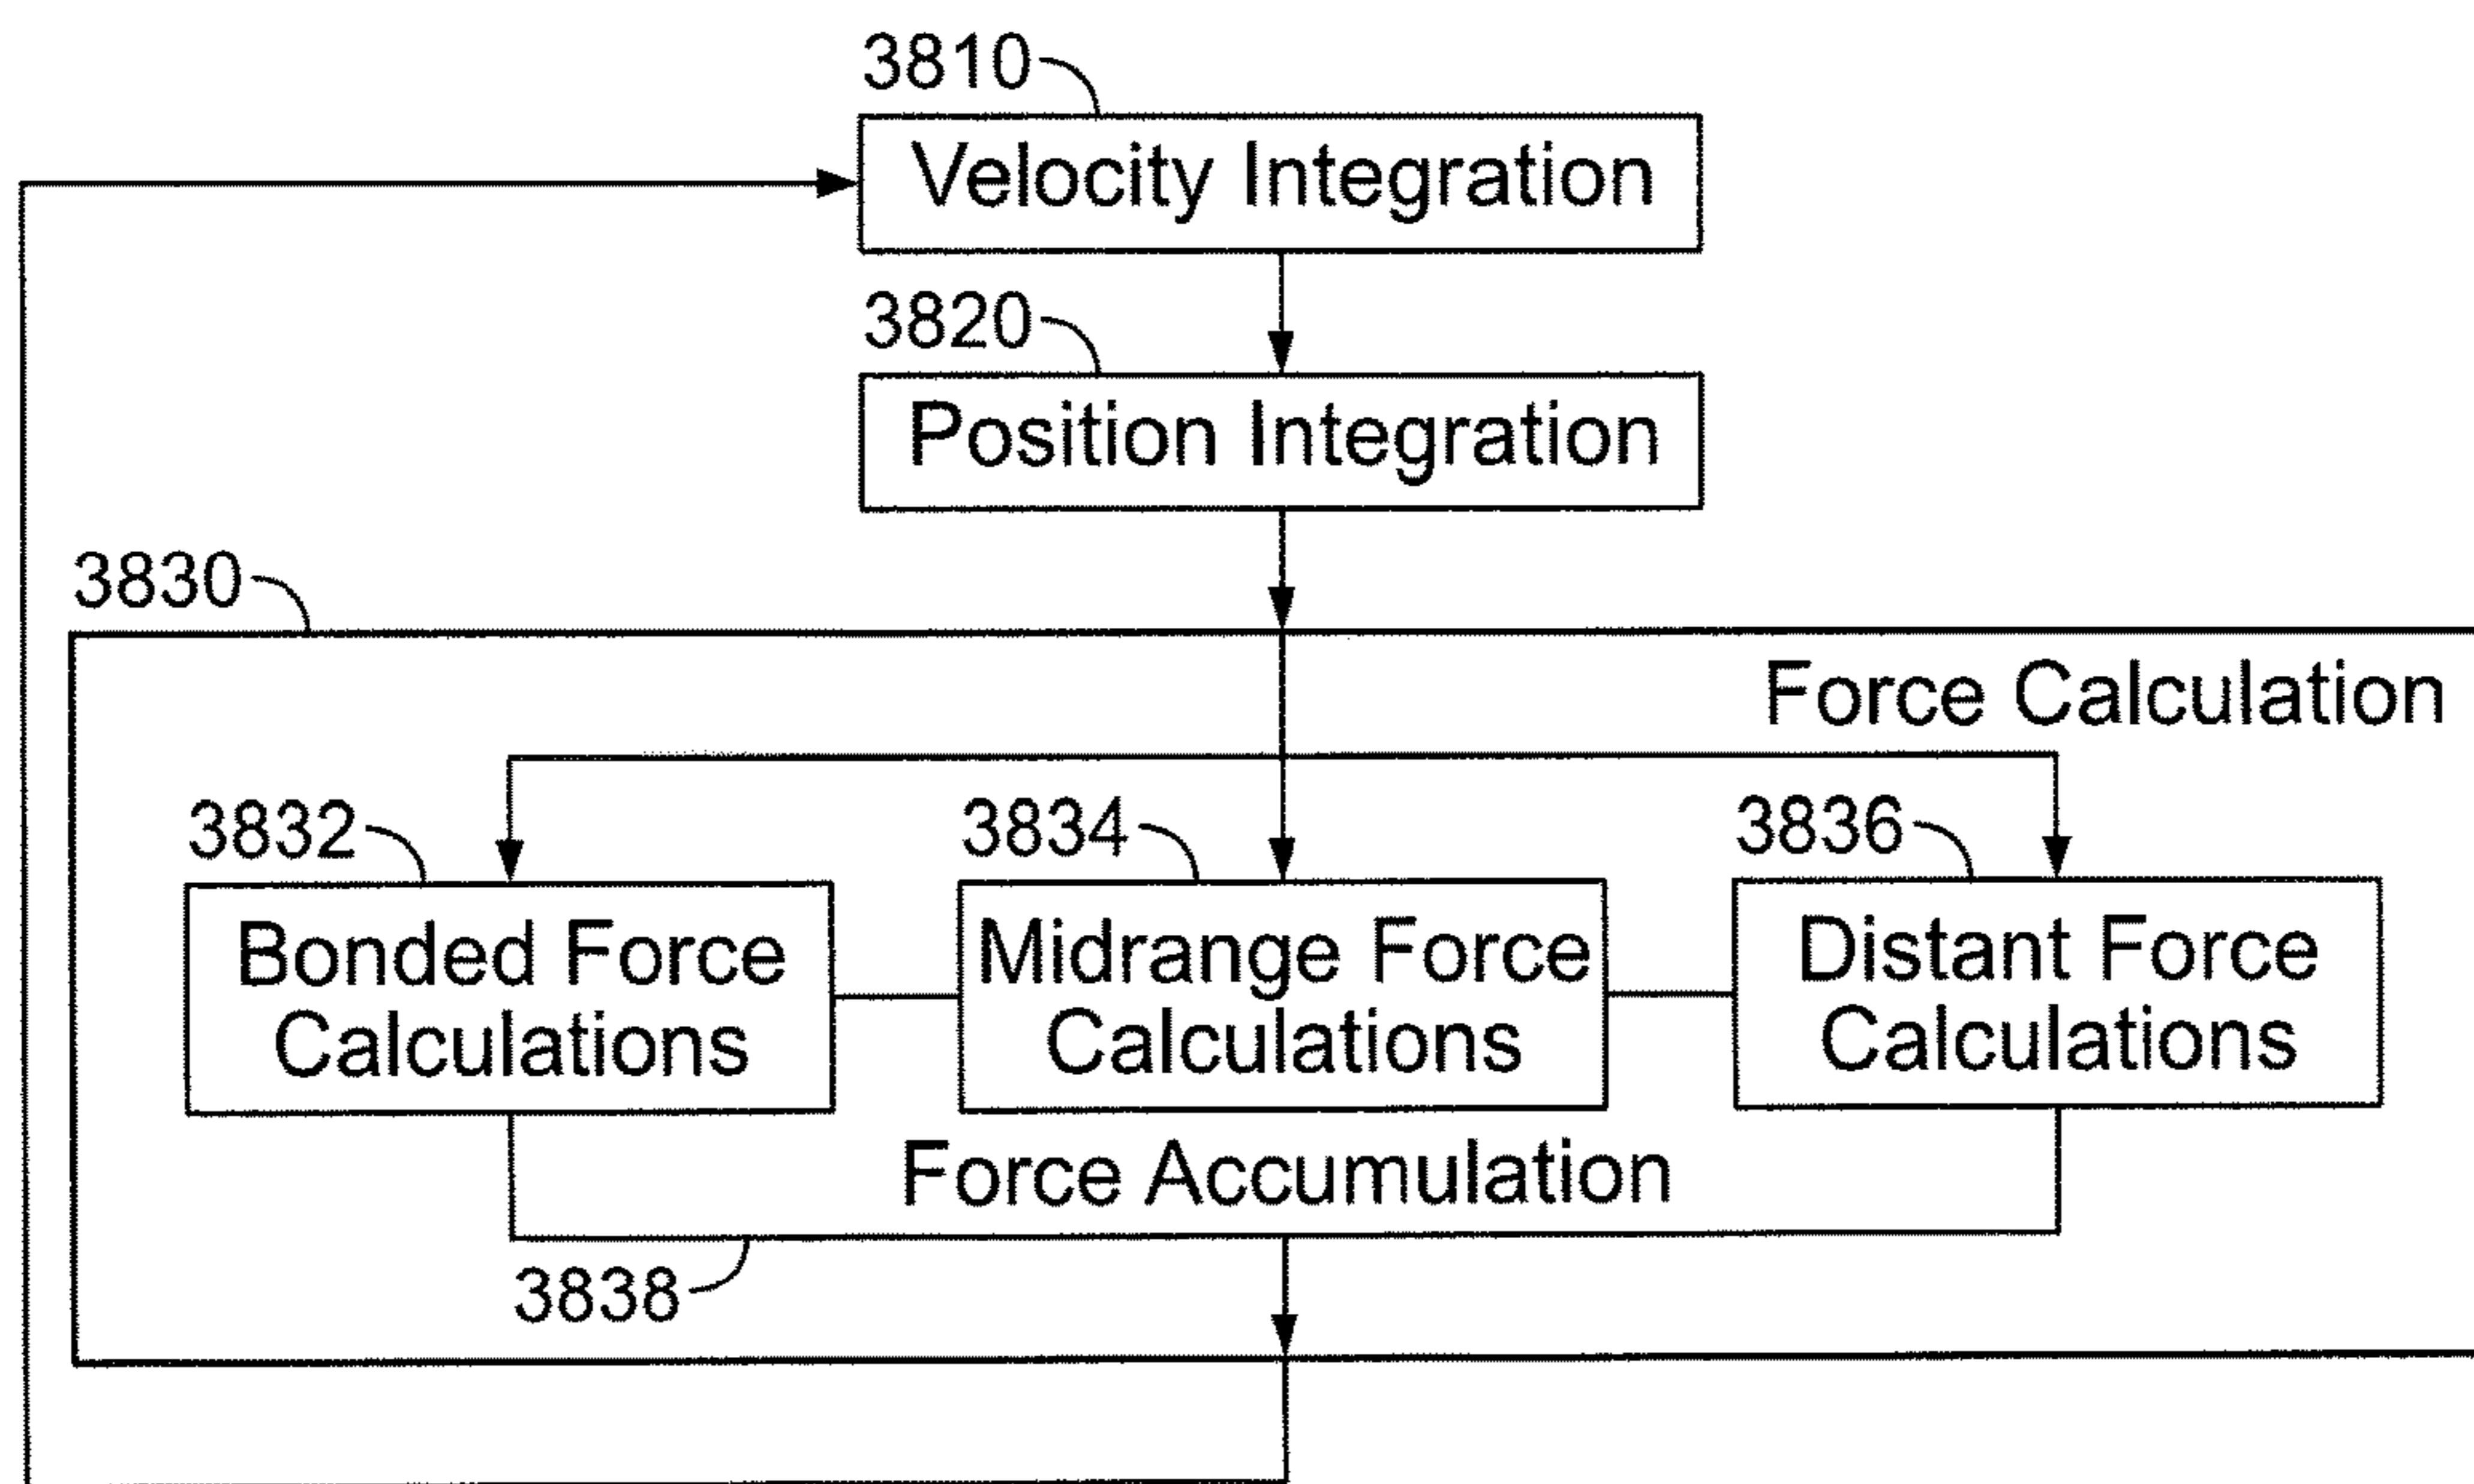 3810
Velocity Integration
3820
Position Integration
3830
Force Calculation
3832
3834
3836
Bonded Force
Calculations
Midrange Force
Calculations
Distant Force
Calculations
Force Accumulation
3838